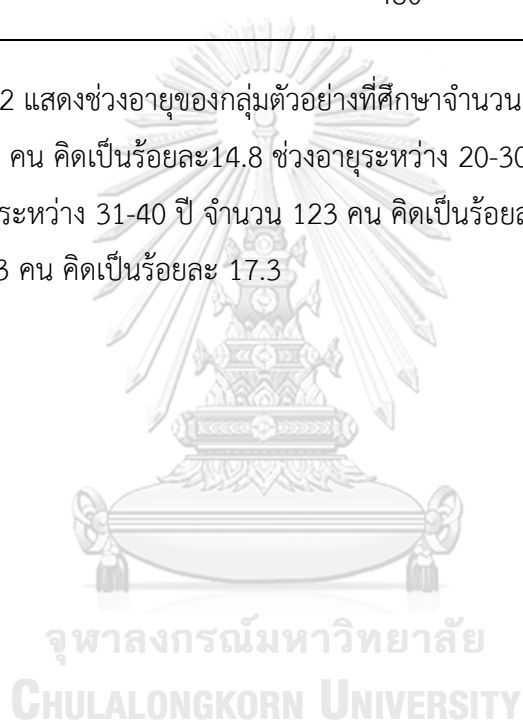 2 แสดงช่วงอายุของกลุ่มตัวอย่างที่ศึกษาจำนวน
คน คิดเป็นร้อยละ14.8 ช่วงอายุระหว่าง 20-30
ระหว่าง 31-40 ปี จำนวน 123 คน คิดเป็นร้อยล
3 คน คิดเป็นร้อยละ 17.3
จุฬาลงกรณ์มหาวิทยาลัย
CHULALONGKORN UNIVERSITY